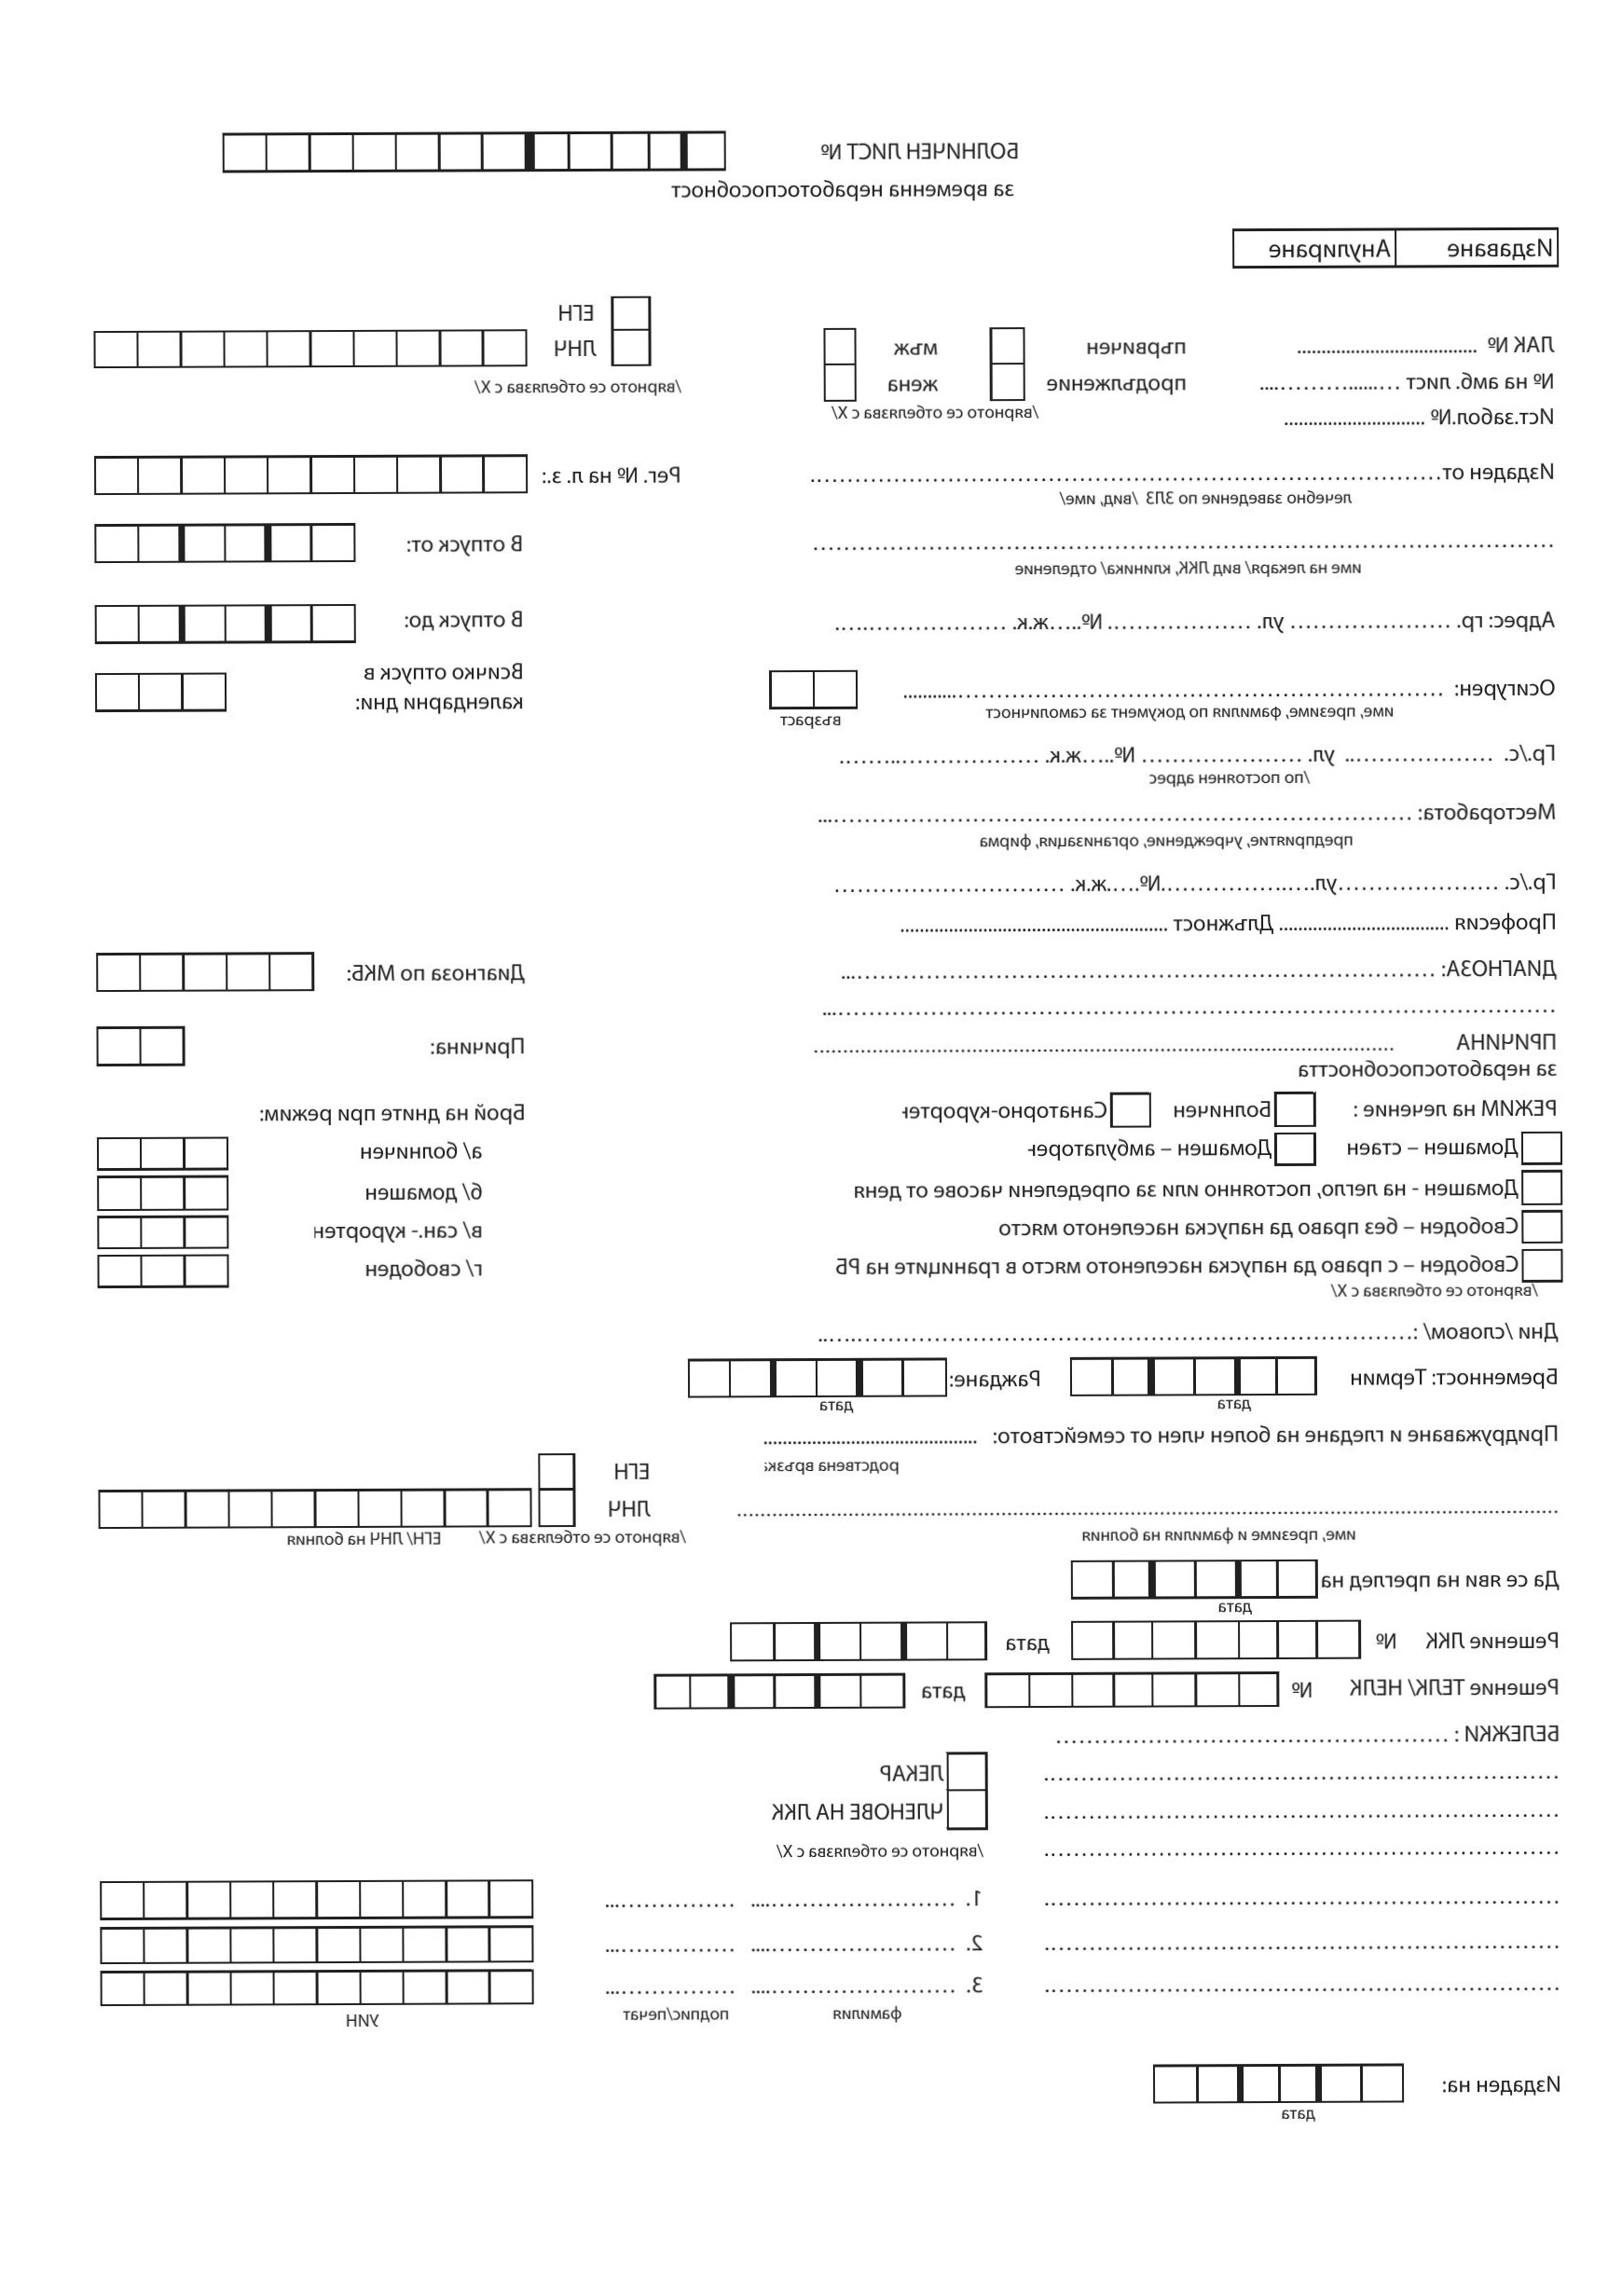 БОЛНИЧЕН ЛИСТ №
за временна неработоспособност
Издаване Анулиране
ЕГН
ЛАК № .................................... първичен мъж ЛНЧ
№ на амб. лист ................................ продължение жена /вярното се отбелязва с X/
Ист.забол.№ .............................
/вярното се отбелязва с X/
Издаден от............................................................................ Рег. № на л. з.:
лечебно заведение по ЗЛЗ /вид, име/
.......................................................................................... В отпуск от:
име на лекаря/ вид ЛКК, клиника/ отделение
Адрес: гр. ..................... ул. ................... №.....ж.к. ....................... В отпуск до:
Всичко отпуск в
Осигурен: ........................................................................ календарни дни:
име, презиме, фамилия по документ за самоличност възраст
Гр./с. .................... ул. ..................... №.....ж.к. ...........................
/по постоянен адрес
Месторабота: ..............................................................................
предприятие, учреждение, организация, фирма
Гр./с. .....................ул....................№.....ж.к. ..............................
Професия ................................... Длъжност .......................................................
ДИАГНОЗА: ............................................................................. Диагноза по МКБ:
................................................................................................
ПРИЧИНА ..................................................................................................... Причина:
за неработоспособността
РЕЖИМ на лечение : Болничен Санаторно-курортен Брой на дните при режим:
Домашен – стаен Домашен – амбулаторен а/ болничен
Домашен - на легло, постоянно или за определени часове от деня б/ домашен
Свободен – без право да напуска населеното място в/ сан.- курортен
Свободен – с право да напуска населеното място в границите на РБ г/ свободен
/вярното се отбелязва с X/
Дни /словом/ :..............................................................................
Бременност: Термин Раждане:
дата дата
Придружаване и гледане на болен член от семейството: ............................................
родствена връзка ЕГН
............................................................................................................................................. ЛНЧ
име, презиме и фамилия на болния /вярното се отбелязва с X/ ЕГН/ ЛНЧ на болния
Да се яви на преглед на
дата
Решение ЛКК № дата
Решение ТЕЛК/ НЕЛК № дата
БЕЛЕЖКИ : ...................................................
................................................................... ЛЕКАР
................................................................... ЧЛЕНОВЕ НА ЛКК
................................................................... /вярното се отбелязва с X/
................................................................... 1. ............................. ...................
................................................................... 2. ............................. ...................
................................................................... 3. ............................. ...................
фамилия подпис/печат УИН
Издаден на:
дата